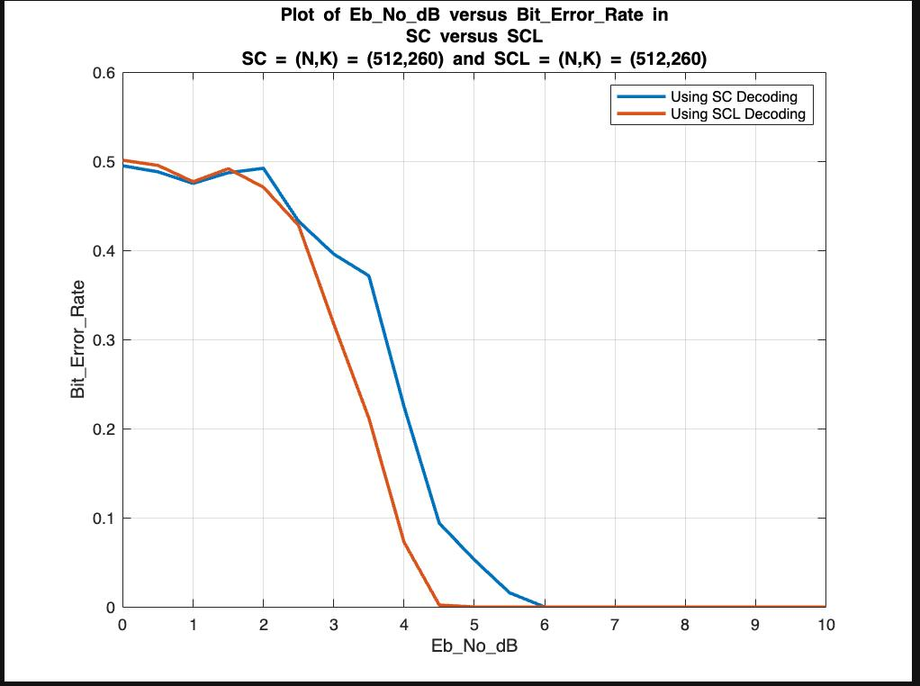 Plot of Eb_No_dB versus Bit_Error_Rate in
SC versus SCL
SC = (N,K) = (512,260) and SCL = (N,K) = (512,260)
Using SC Decoding
Using SCL Decoding
Bit_Error_Rate
0.6
0.5
0.4
0.3
0.2
0.1
0
0 1 2 3 4 5 6 7 8 9 10
Eb_No_dB